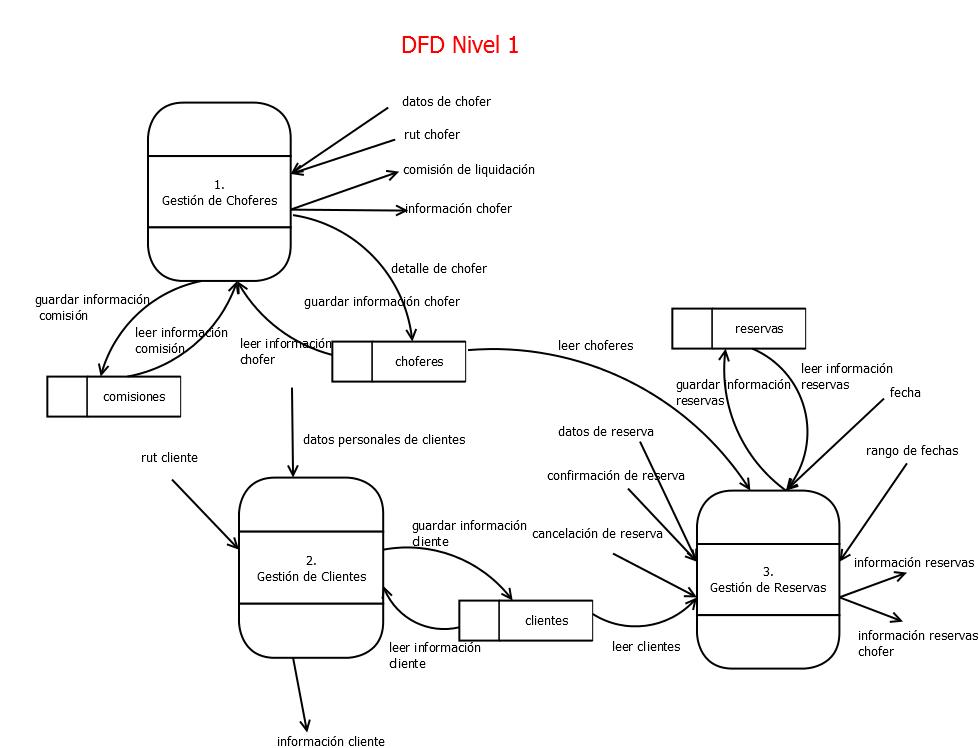 DFD Nivel 1
datos de chofer
rut chofer
comisión de liquidación
información chofer
1.
Gestión de Choferes
detalle de chofer
guardar información chofer
guardar información
comisión
leer información
comisión
leer información
chofer
choferes
comisiones
leer choferes
reservas
guardar información
reservas
leer información
reservas
fecha
rango de fechas
datos de reserva
confirmación de reserva
cancelación de reserva
datos personales de clientes
rut cliente
2.
Gestión de Clientes
guardar información
cliente
leer información
cliente
clientes
leer clientes
3.
Gestión de Reservas
información reservas
información reservas
chofer
información cliente